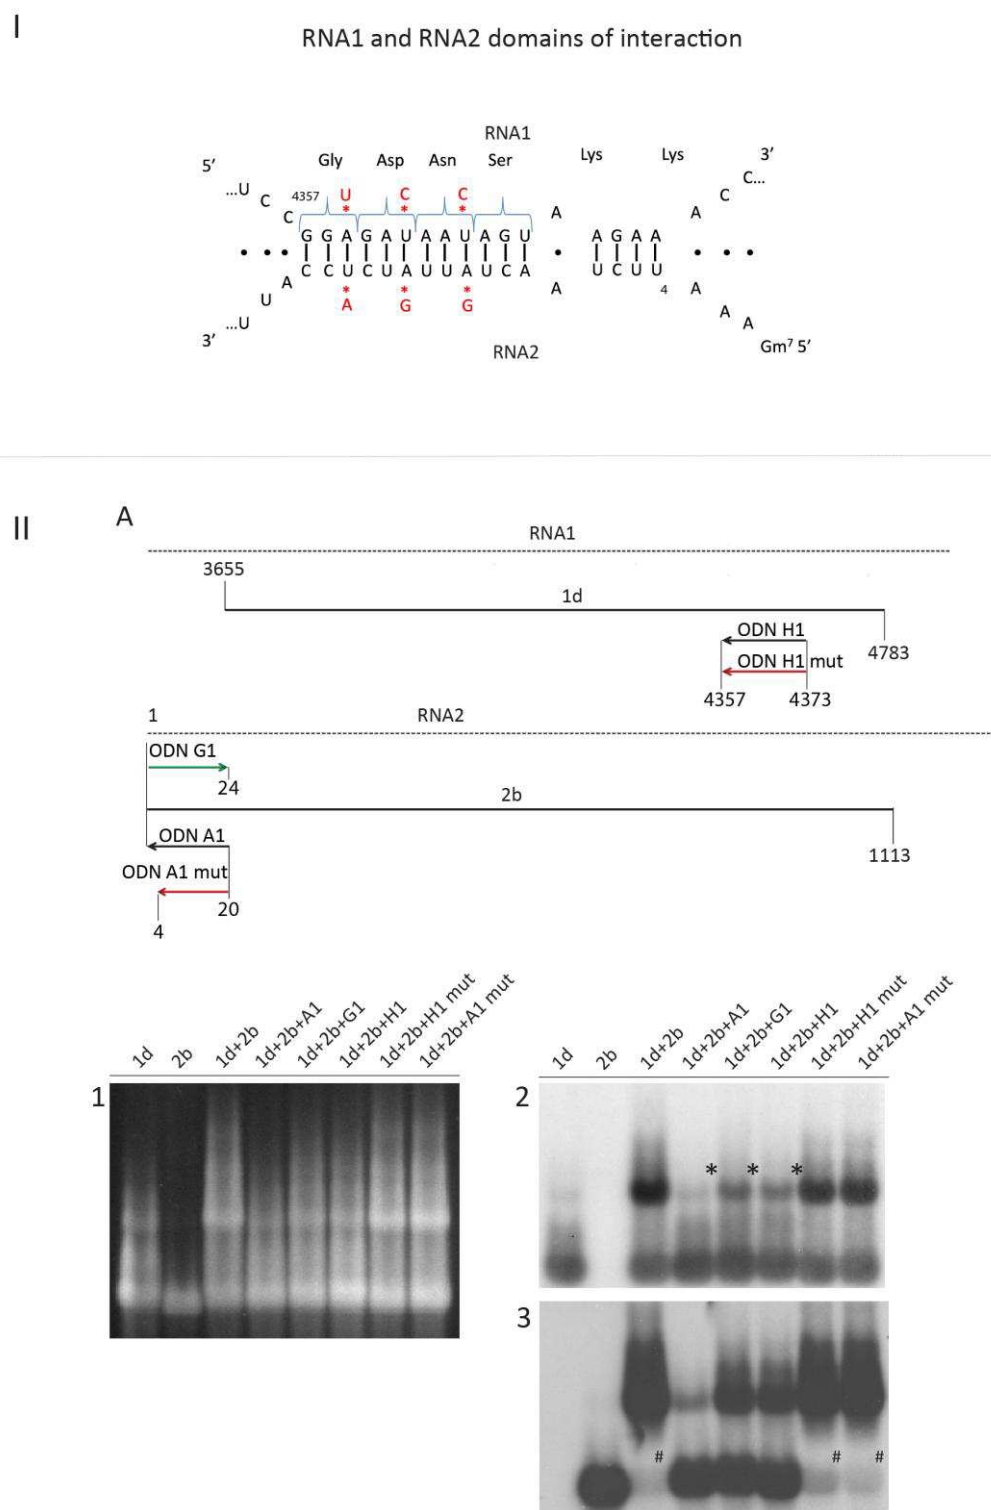 I
RNA1 and RNA2 domains of interaction
RNA1
Gly Asp Asn Ser Lys Lys
5' 3'
...U C C 4357 U C C A A C C...
* * *
G G A G A U A A U A G U A G A A
• • • • • • •
C C U C U A U U A U C A U C U U
* * *
...U U A A G G A 4 A A A
3' Gm⁷ 5'
RNA2
II
A
RNA1
3655
1d
ODN H1
ODN H1 mut
4783
4357 4373
1 RNA2
ODN G1
24
2b
ODN A1
1113
ODN A1 mut
20
4
1d 2b 1d+2b 1d+2b+A1 1d+2b+G1 1d+2b+H1 1d+2b+H1 mut 1d+2b+A1 mut
1
1d 2b 1d+2b 1d+2b+A1 1d+2b+G1 1d+2b+H1 1d+2b+H1 mut 1d+2b+A1 mut
2
* * *
3
# # #